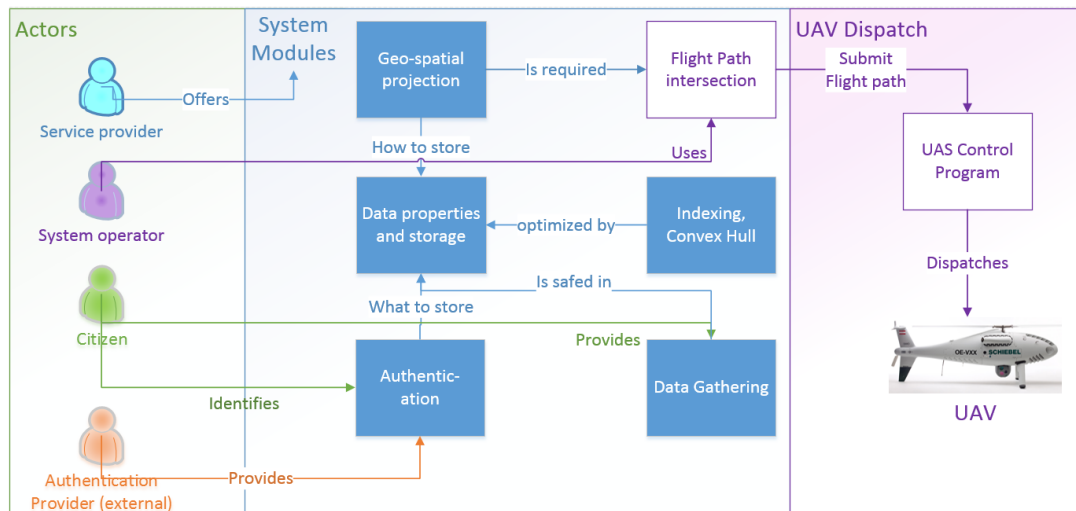 Actors
System
Modules
UAV Dispatch
Geo-spatial
projection
Is required
Flight Path
intersection
Submit
Flight path
Offers
Service provider
How to store
Uses
UAS Control
Program
System operator
Data properties
and storage
optimized by
Indexing,
Convex Hull
Dispatches
Is safed in
What to store
Citizen
Provides
OE-VXX
SCHIEBEL
Identifies
Authentic-
ation
Data Gathering
UAV
Authentication
Provider (external)
Provides